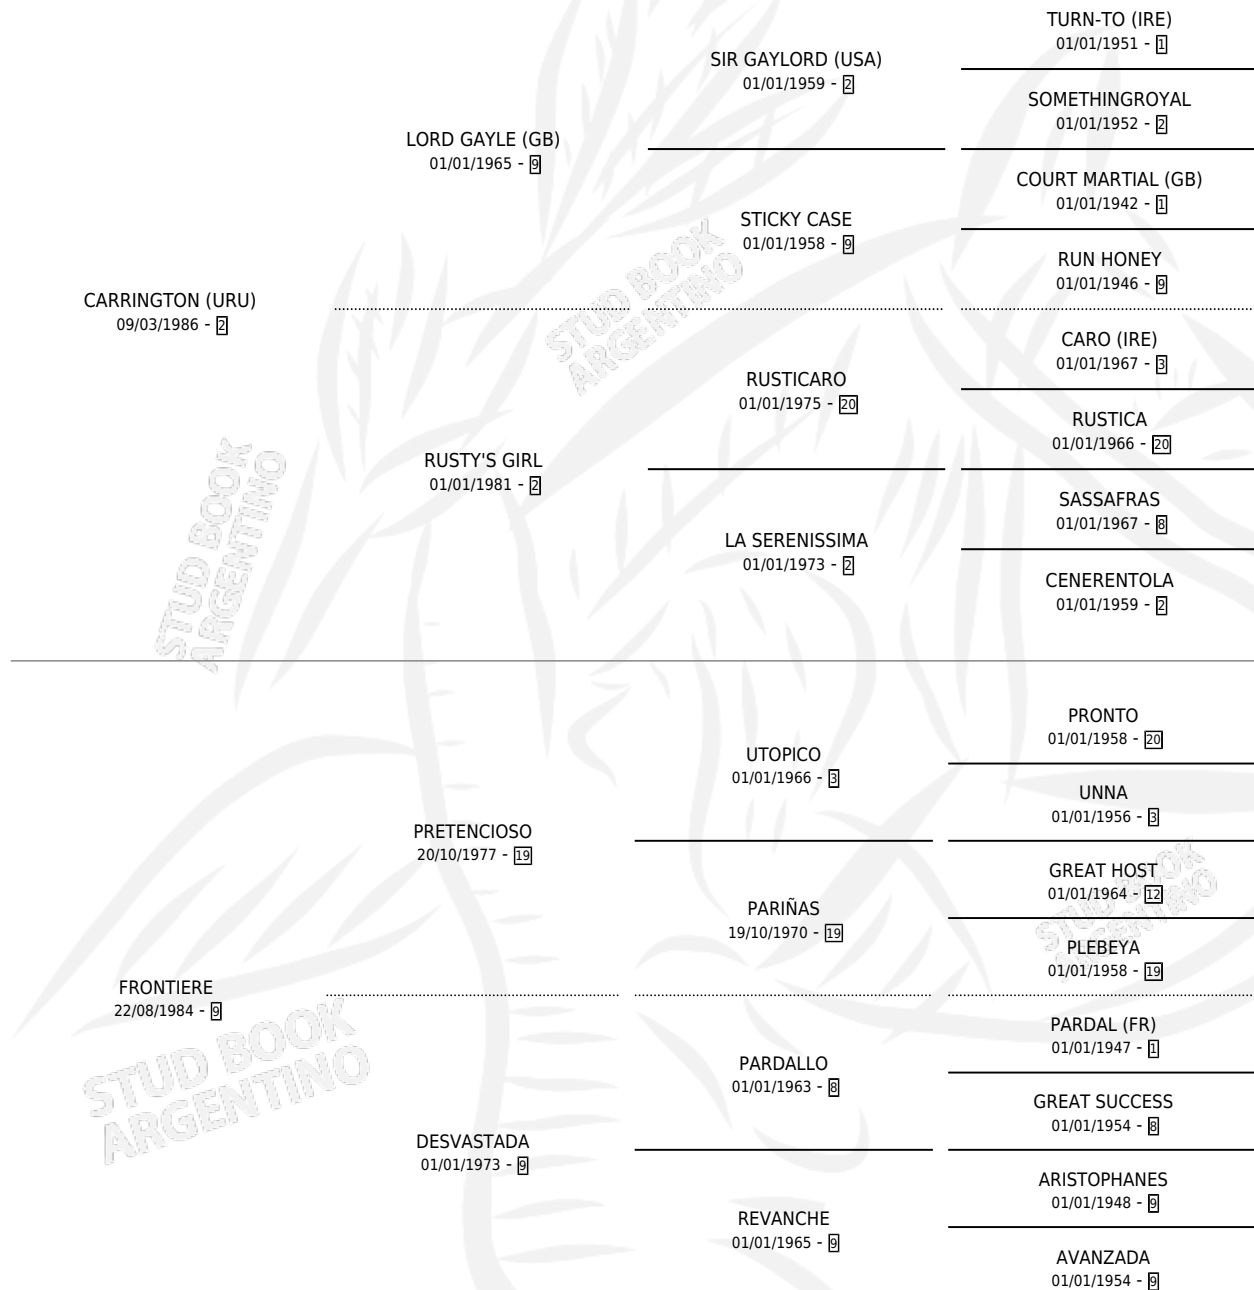 TURN-TO (IRE)
01/01/1951 - 1
SIR GAYLORD (USA)
01/01/1959 - 2
SOMETHINGROYAL
01/01/1952 - 2
LORD GAYLE (GB)
01/01/1965 - 9
COURT MARTIAL (GB)
01/01/1942 - 1
STICKY CASE
01/01/1958 - 9
RUN HONEY
01/01/1946 - 9
CARRINGTON (URU)
09/03/1986 - 2
CARO (IRE)
01/01/1967 - 3
RUSTICARO
01/01/1975 - 20
RUSTICA
01/01/1966 - 20
RUSTY'S GIRL
01/01/1981 - 2
SASSAFRAS
01/01/1967 - 8
LA SERENISSIMA
01/01/1973 - 2
CENERENTOLA
01/01/1959 - 2
PRONTO
01/01/1958 - 20
UTOPICO
01/01/1966 - 3
UNNA
01/01/1956 - 3
PRETENCIOSO
20/10/1977 - 19
GREAT HOST
01/01/1964 - 12
PARIÑAS
19/10/1970 - 19
PLEBEYA
01/01/1958 - 19
FRONTIERE
22/08/1984 - 9
PARDAL (FR)
01/01/1947 - 1
PARDALLO
01/01/1963 - 8
GREAT SUCCESS
01/01/1954 - 8
DESVASTADA
01/01/1973 - 9
ARISTOPHANES
01/01/1948 - 9
REVANCHE
01/01/1965 - 9
AVANZADA
01/01/1954 - 9
STUD BOOK
ARGENTINO
STUD BOOK
ARGENTINO
STUD BOOK
ARGENTINO
STUD BOOK
ARGENTINO